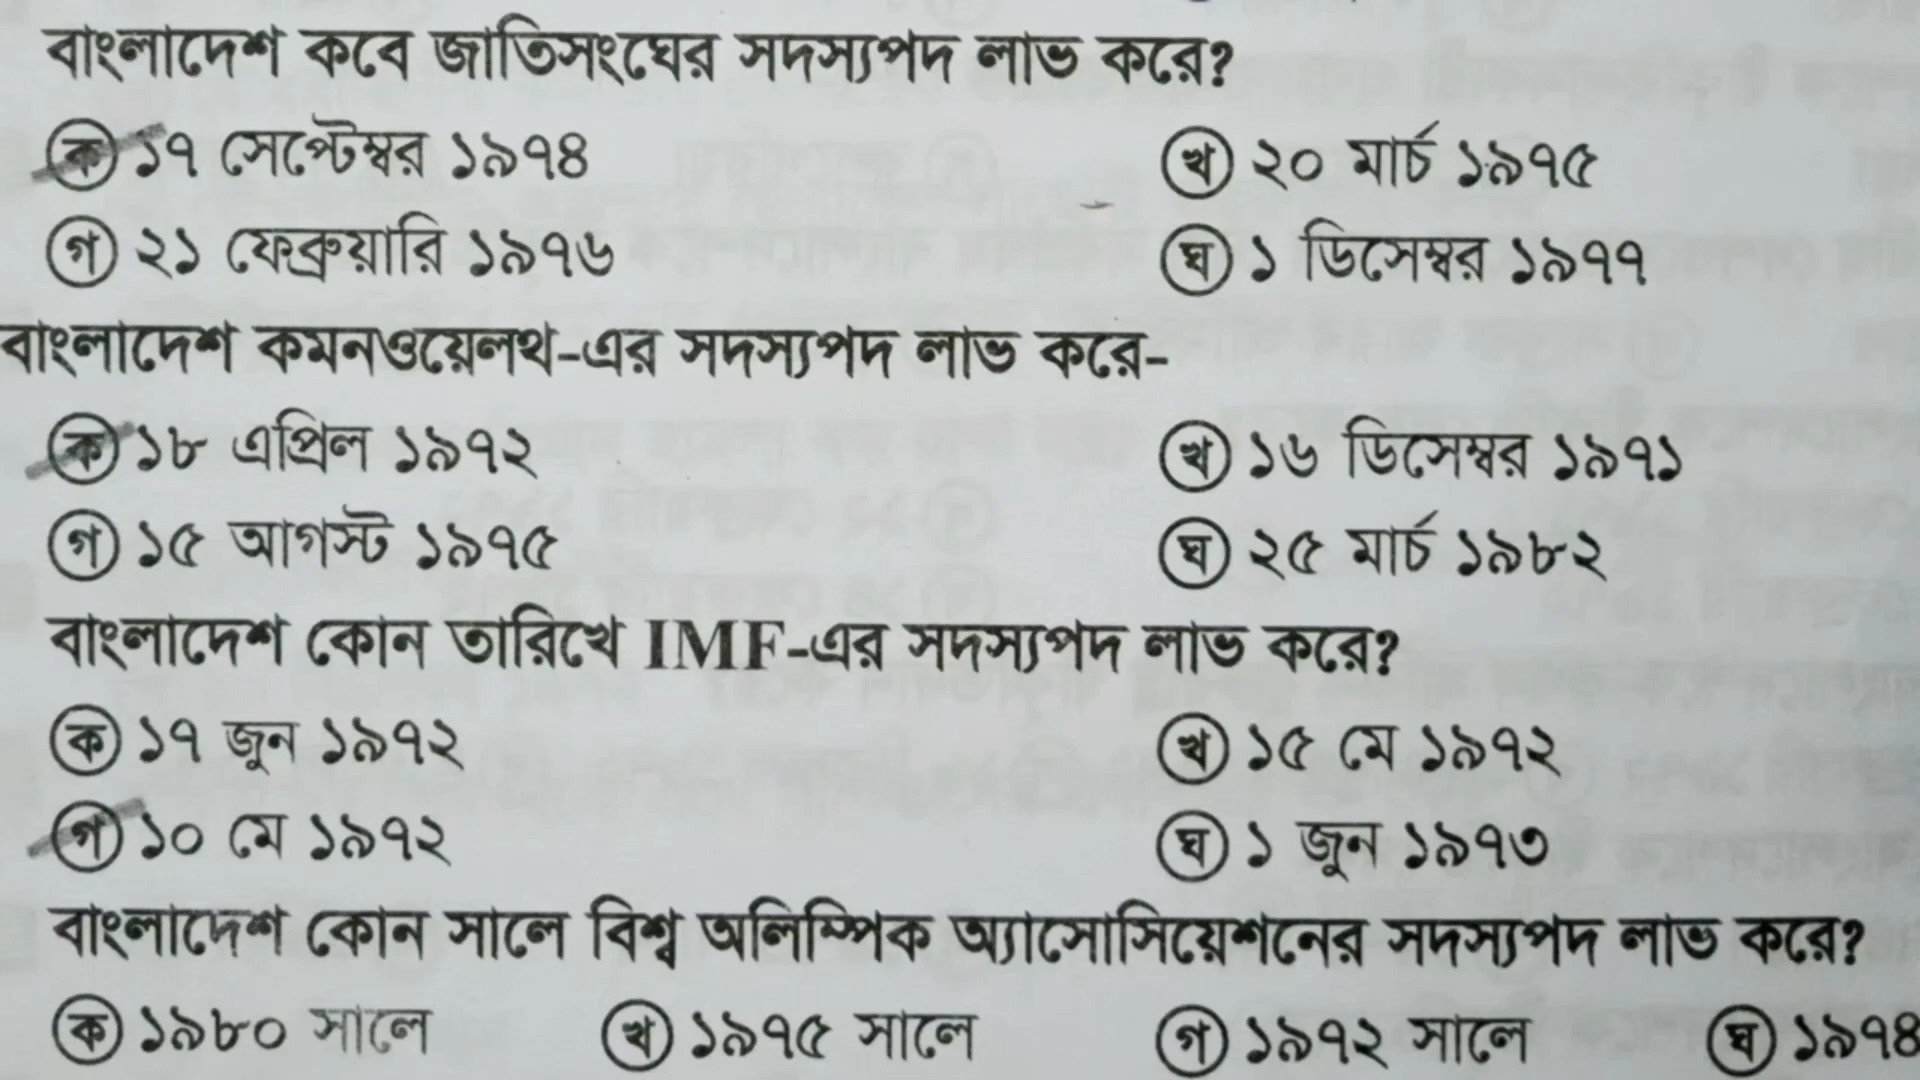 বাংলাদেশ কবে জাতিসংঘের সদস্যপদ লাভ করে?
ক ১৭ সেপ্টেম্বর ১৯৭৪ খ ২০ মার্চ ১৯৭৫
গ ২১ ফেব্রুয়ারি ১৯৭৬ ঘ ১ ডিসেম্বর ১৯৭৭
বাংলাদেশ কমনওয়েলথ-এর সদস্যপদ লাভ করে-
ক ১৮ এপ্রিল ১৯৭২ খ ১৬ ডিসেম্বর ১৯৭১
গ ১৫ আগস্ট ১৯৭৫ ঘ ২৫ মার্চ ১৯৮২
বাংলাদেশ কোন তারিখে IMF-এর সদস্যপদ লাভ করে?
ক ১৭ জুন ১৯৭২ খ ১৫ মে ১৯৭২
গ ১০ মে ১৯৭২ ঘ ১ জুন ১৯৭৩
বাংলাদেশ কোন সালে বিশ্ব অলিম্পিক অ্যাসোসিয়েশনের সদস্যপদ লাভ করে?
ক ১৯৮০ সালে খ ১৯৭৫ সালে গ ১৯৭২ সালে ঘ ১৯৭৪